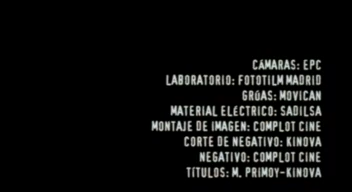 CÁMARAS: EPC
LABORATORIO: FOTOFILM MADRID
GRÚAS: MOVICAN
MATERIAL ELÉCTRICO: SADILSA
MONTAJE DE IMAGEN: COMPLOT CINE
CORTE DE NEGATIVO: KINOVA
NEGATIVO: COMPLOT CINE
TÍTULOS: M. PRIMOY-KINOVA